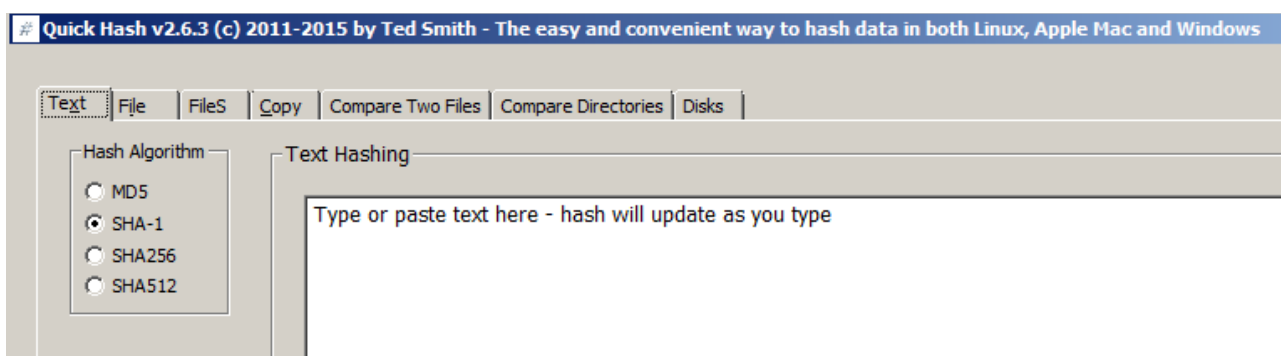 # Quick Hash v2.6.3 (c) 2011-2015 by Ted Smith - The easy and convenient way to hash data in both Linux, Apple Mac and Windows
Text File FileS Copy Compare Two Files Compare Directories Disks
Hash Algorithm
MD5
SHA-1
SHA256
SHA512
Text Hashing
Type or paste text here - hash will update as you type